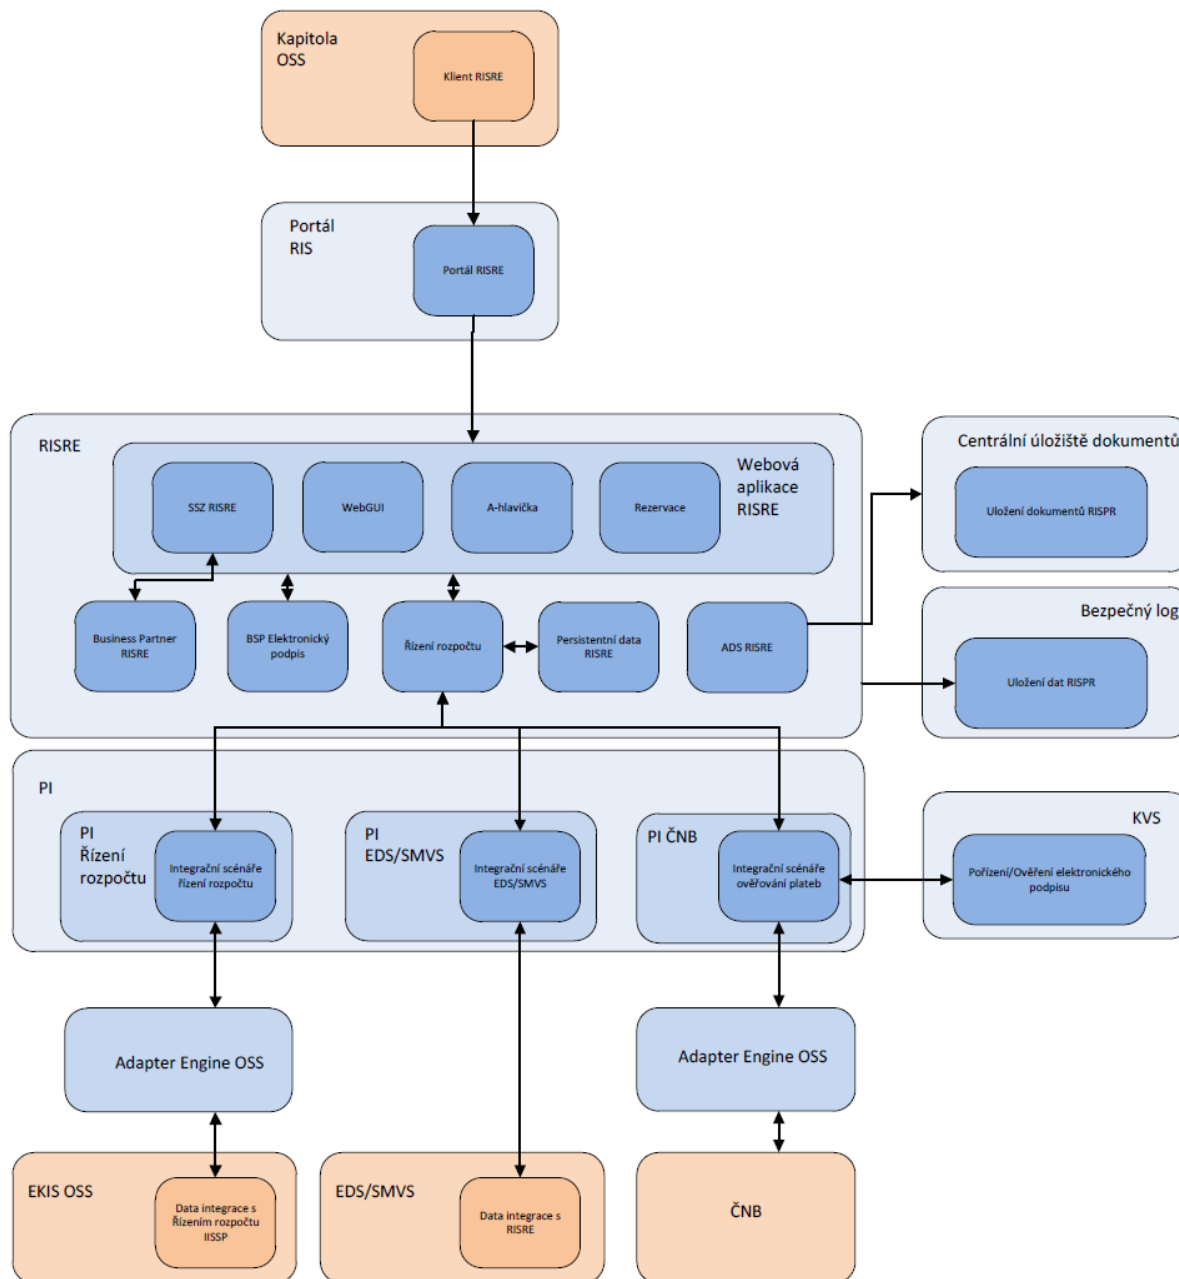 Kapitola
OSS
Klient RISRE
Portál
RIS
Portál RISRE
RISRE
Webová
aplikace
RISRE
SSZ RISRE
WebGUI
A-hlavička
Rezervace
Business Partner
RISRE
BSP Elektronický
podpis
Řízení rozpočtu
Persistentní data
RISRE
ADS RISRE
Centrální úložiště dokumentů
Uložení dokumentů RISPR
Bezpečný log
Uložení dat RISPR
PI
PI
Řízení
rozpočtu
Integrační scénáře
řízení rozpočtu
PI
EDS/SMVS
Integrační scénáře
EDS/SMVS
PI ČNB
Integrační scénáře
ověřování plateb
KVS
Pořízení/Ověření elektronického
podpisu
Adapter Engine OSS
Adapter Engine OSS
EKIS OSS
Data integrace s
Řízením rozpočtu
IISSP
EDS/SMVS
Data integrace s
RISRE
ČNB